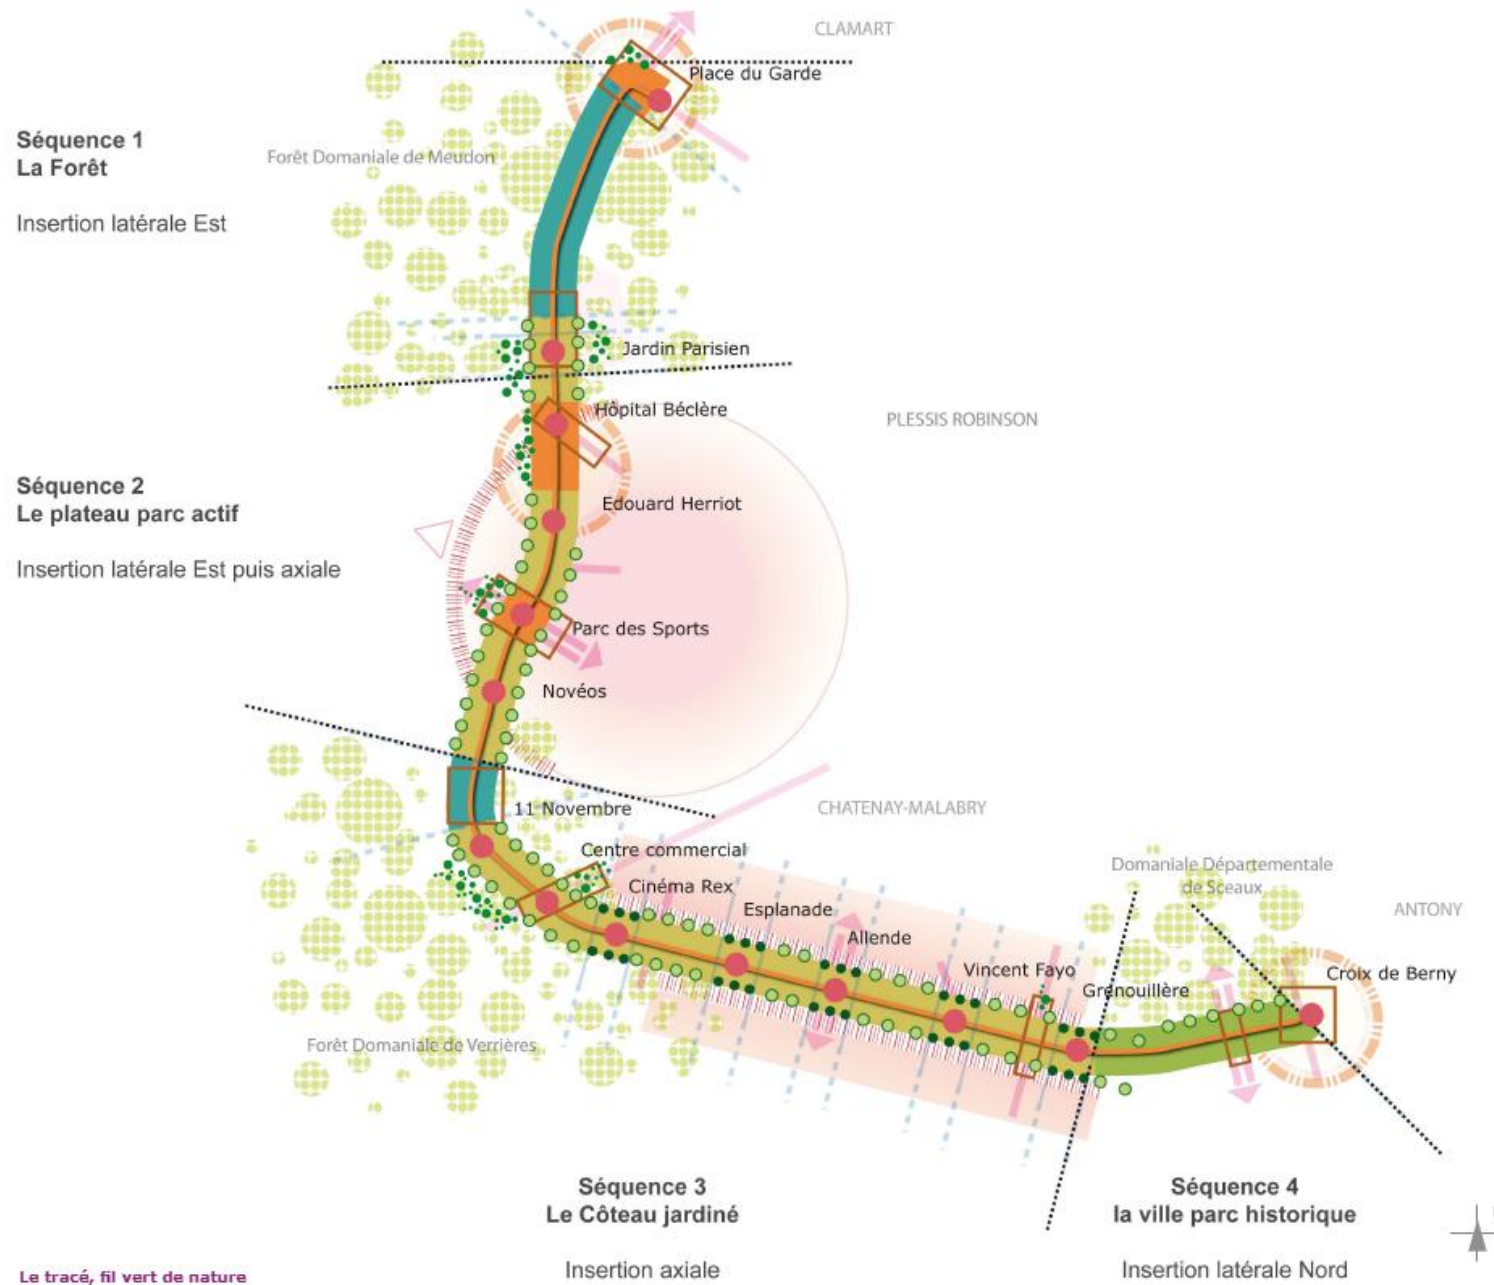 CLAMART
Place du Garde
Séquence 1
La Forêt
Forêt Domaniale de Meudon
Insertion latérale Est
Jardin Parisien
Hôpital Béclère
PLESSIS ROBINSON
Séquence 2
Le plateau parc actif
Edouard Herriot
Insertion latérale Est puis axiale
Parc des Sports
Novéos
11 Novembre
CHATENAY-MALABRY
Centre commercial
Domaniale Départementale
de Sceaux
Cinéma Rex
Esplanade
ANTONY
Allende
Vincent Fayo
Croix de Berny
Grenouillère
Forêt Domaniale de Verrières
Séquence 3
Le Côteau jardiné
Insertion axiale
Séquence 4
la ville parc historique
Insertion latérale Nord
Le tracé, fil vert de nature